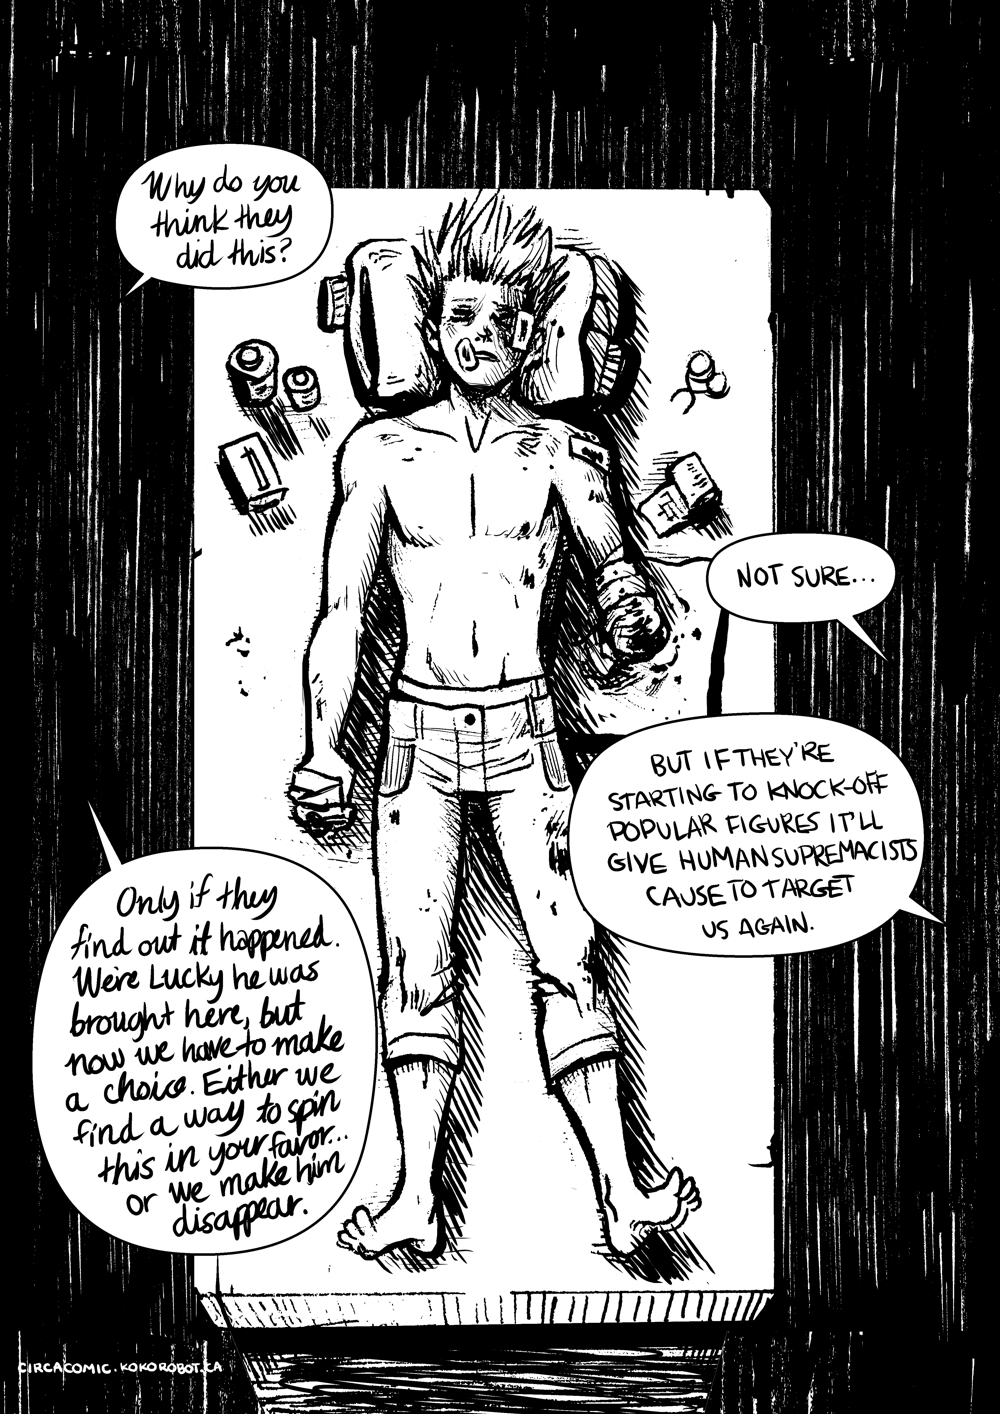 Why do you
think they
did this?
NOT SURE...
BUT IF THEY'RE
STARTING TO KNOCK-OFF
POPULAR FIGURES IT'LL
GIVE HUMAN SUPREMACISTS
CAUSE TO TARGET
US AGAIN.
Only if they
find out it happened.
We're Lucky he was
brought here, but
now we have to make
a choice. Either we
find a way to spin
this in your favor...
or we make him
disappear.
CIRCACOMIC.KOKOROBOT.CA